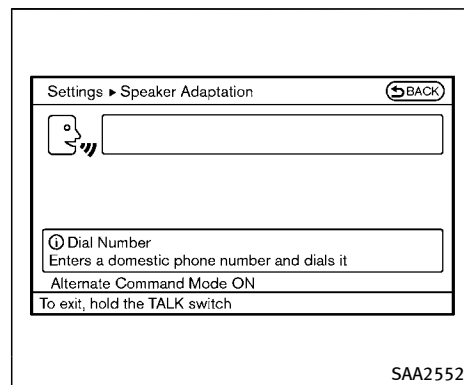 Settings ▸ Speaker Adaptation
BACK
ⓘ Dial Number
Enters a domestic phone number and dials it
Alternate Command Mode ON
To exit, hold the TALK switch
SAA2552